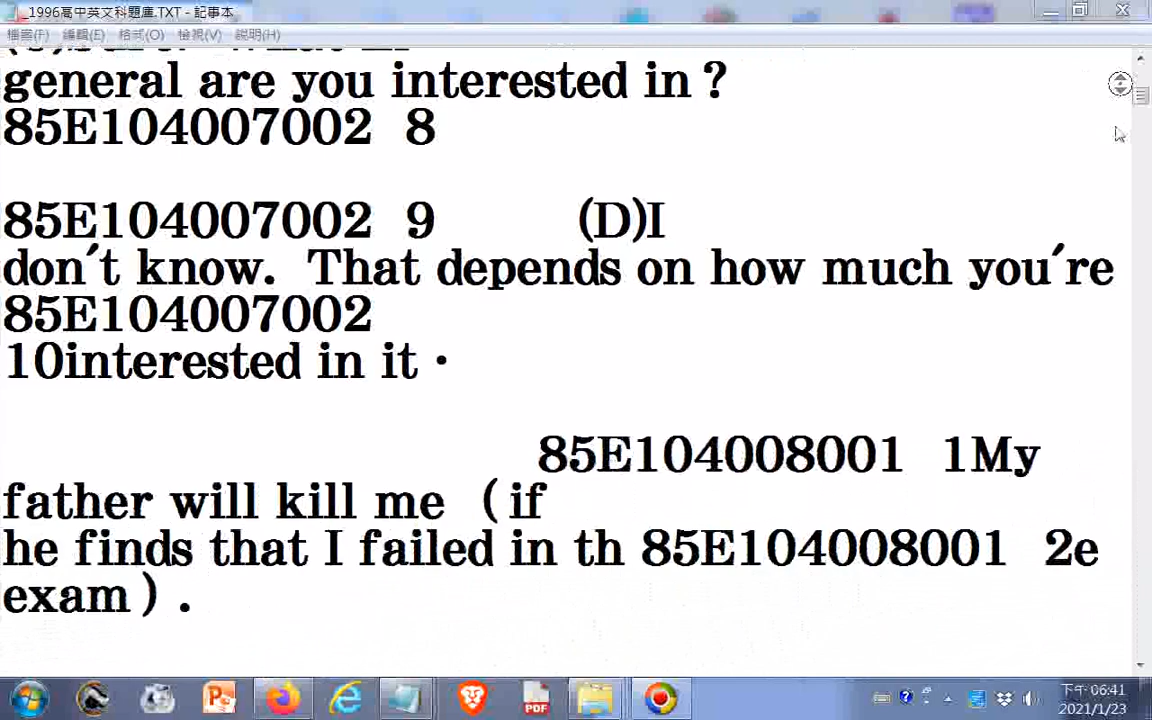 _1996高中英文科題庫.TXT - 記事本
檔案(F) 編輯(E) 格式(O) 檢視(V) 說明(H)
general are you interested in？
85E104007002 8
85E104007002 9 (D)I
don′t know. That depends on how much you′re
85E104007002
10interested in it·
85E104008001 1My
father will kill me （if
he finds that I failed in th 85E104008001 2e
exam）.
PDF
下午 06:41
2021/1/23